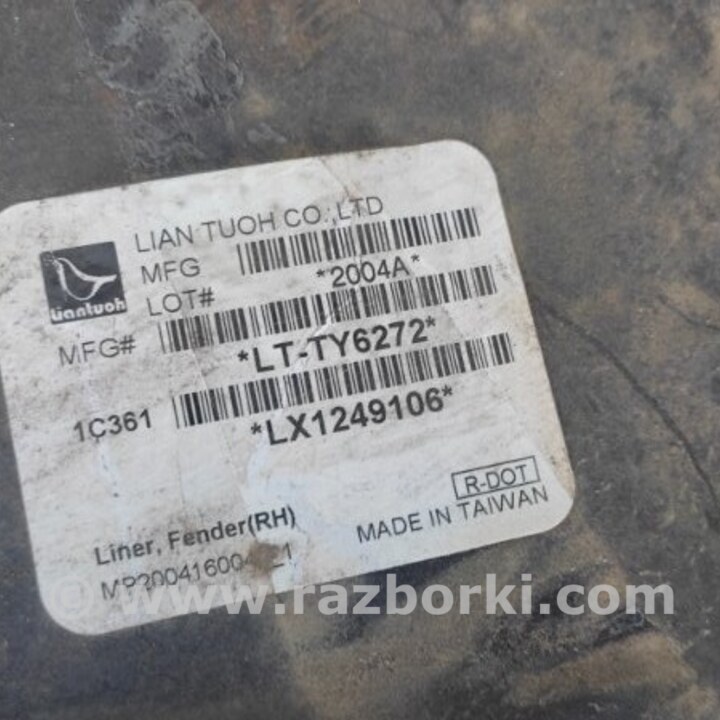 LIAN TUOH CO.,LTD
MFG
LOT#
*2004A*
Liantuoh
MFG#
*LT-TY6272*
1C361
*LX1249106*
R-DOT
Liner, Fender(RH)
MADE IN TAIWAN
© www.razborki.com